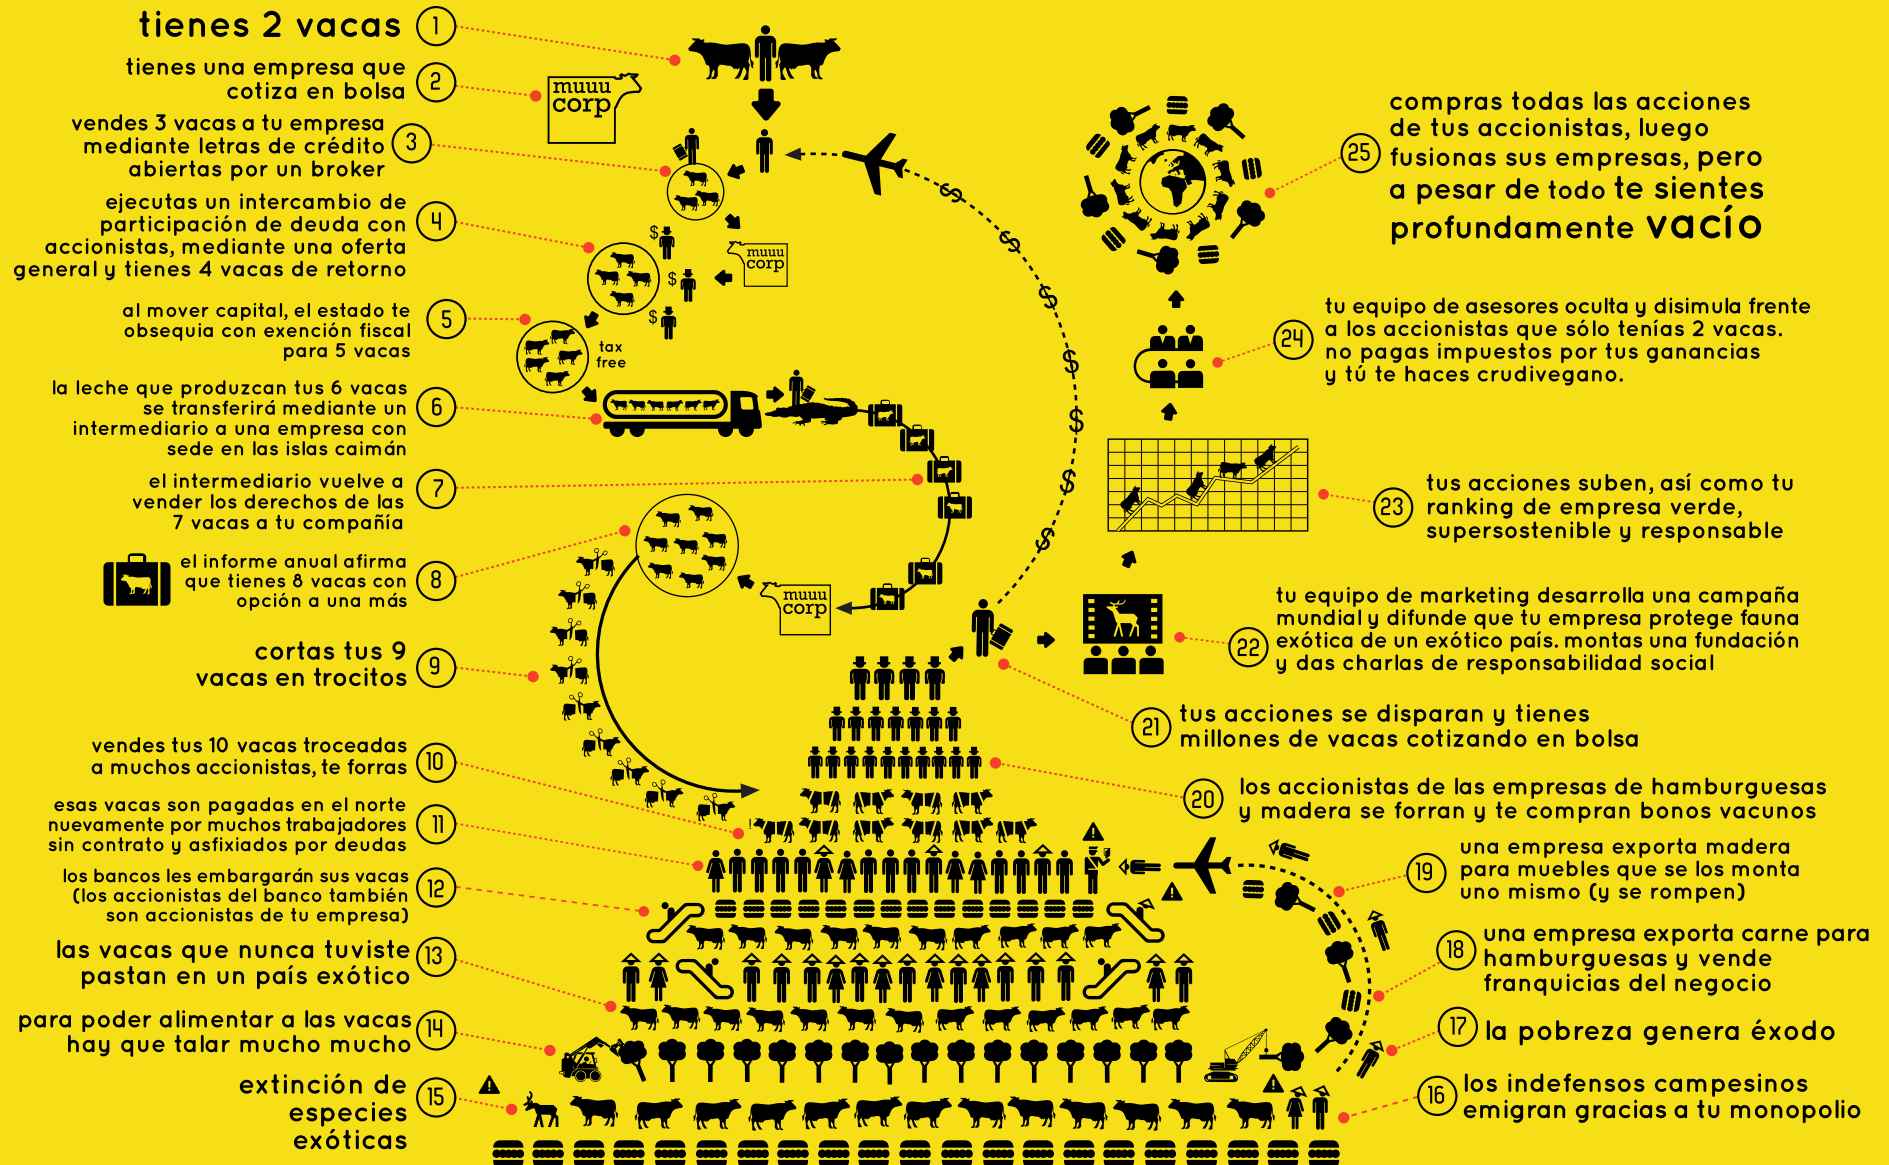 tienes 2 vacas
1
tienes una empresa que
cotiza en bolsa
2
muuu
corp
vendes 3 vacas a tu empresa
mediante letras de crédito
abiertas por un broker
3
ejecutas un intercambio de
participación de deuda con
accionistas, mediante una oferta
general y tienes 4 vacas de retorno
4
$
$
$
muuu
corp
al mover capital, el estado te
obsequia con exención fiscal
para 5 vacas
5
tax
free
la leche que produzcan tus 6 vacas
se transferirá mediante un
intermediario a una empresa con
sede en las islas caimán
6
el intermediario vuelve a
vender los derechos de las
7 vacas a tu compañía
7
el informe anual afirma
que tienes 8 vacas con
opción a una más
8
muuu
corp
cortas tus 9
vacas en trocitos
9
vendes tus 10 vacas troceadas
a muchos accionistas, te forras
10
!
esas vacas son pagadas en el norte
nuevamente por muchos trabajadores
sin contrato y asfixiados por deudas
11
los bancos les embargarán sus vacas
(los accionistas del banco también
son accionistas de tu empresa)
12
las vacas que nunca tuviste
pastan en un país exótico
13
para poder alimentar a las vacas
hay que talar mucho mucho
14
extinción de
especies
exóticas
15
!
!
!
!
16
los indefensos campesinos
emigran gracias a tu monopolio
17
la pobreza genera éxodo
18
una empresa exporta carne para
hamburguesas y vende
franquicias del negocio
19
una empresa exporta madera
para muebles que se los monta
uno mismo (y se rompen)
20
los accionistas de las empresas de hamburguesas
y madera se forran y te compran bonos vacunos
21
tus acciones se disparan y tienes
millones de vacas cotizando en bolsa
$
$
$
$
$
$
$
22
tu equipo de marketing desarrolla una campaña
mundial y difunde que tu empresa protege fauna
exótica de un exótico país. montas una fundación
y das charlas de responsabilidad social
23
tus acciones suben, así como tu
ranking de empresa verde,
supersostenible y responsable
24
tu equipo de asesores oculta y disimula frente
a los accionistas que sólo tenías 2 vacas.
no pagas impuestos por tus ganancias
y tú te haces crudivegano.
25
compras todas las acciones
de tus accionistas, luego
fusionas sus empresas, pero
a pesar de todo te sientes
profundamente vacío